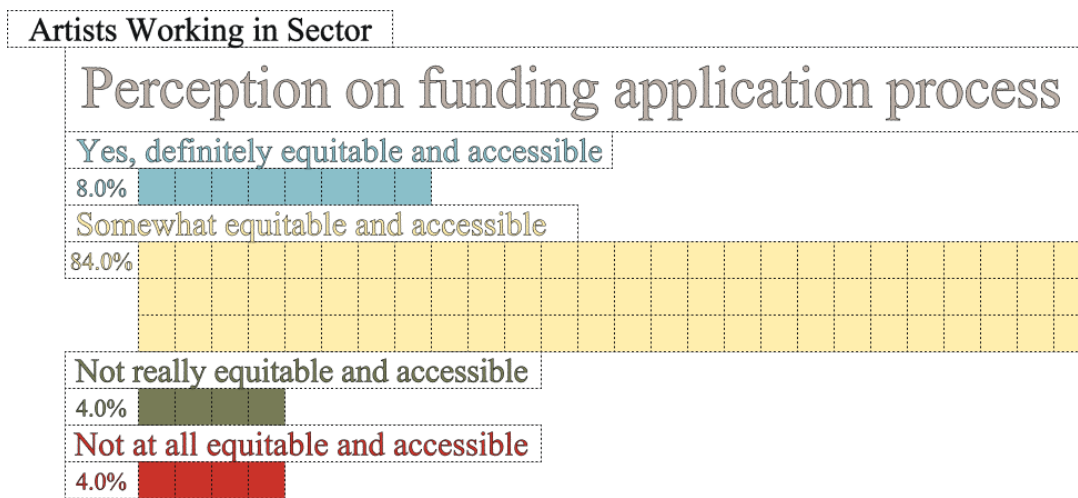 Artists Working in Sector
Perception on funding application process
Yes, definitely equitable and accessible
8.0%
Somewhat equitable and accessible
84.0%
Not really equitable and accessible
4.0%
Not at all equitable and accessible
4.0%